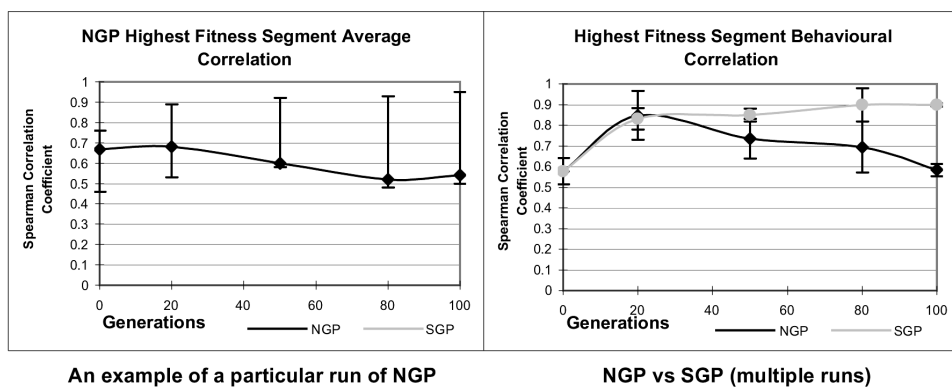 NGP Highest Fitness Segment Average
Correlation
Spearman Correlation
Coefficient
1
0.9
0.8
0.7
0.6
0.5
0.4
0.3
0.2
0.1
0
0 20 40 60 80 100
Generations
NGP SGP
An example of a particular run of NGP
Highest Fitness Segment Behavioural
Correlation
Spearman Correlation
Coefficient
1
0.9
0.8
0.7
0.6
0.5
0.4
0.3
0.2
0.1
0
0 20 40 60 80 100
Generations
NGP SGP
NGP vs SGP (multiple runs)